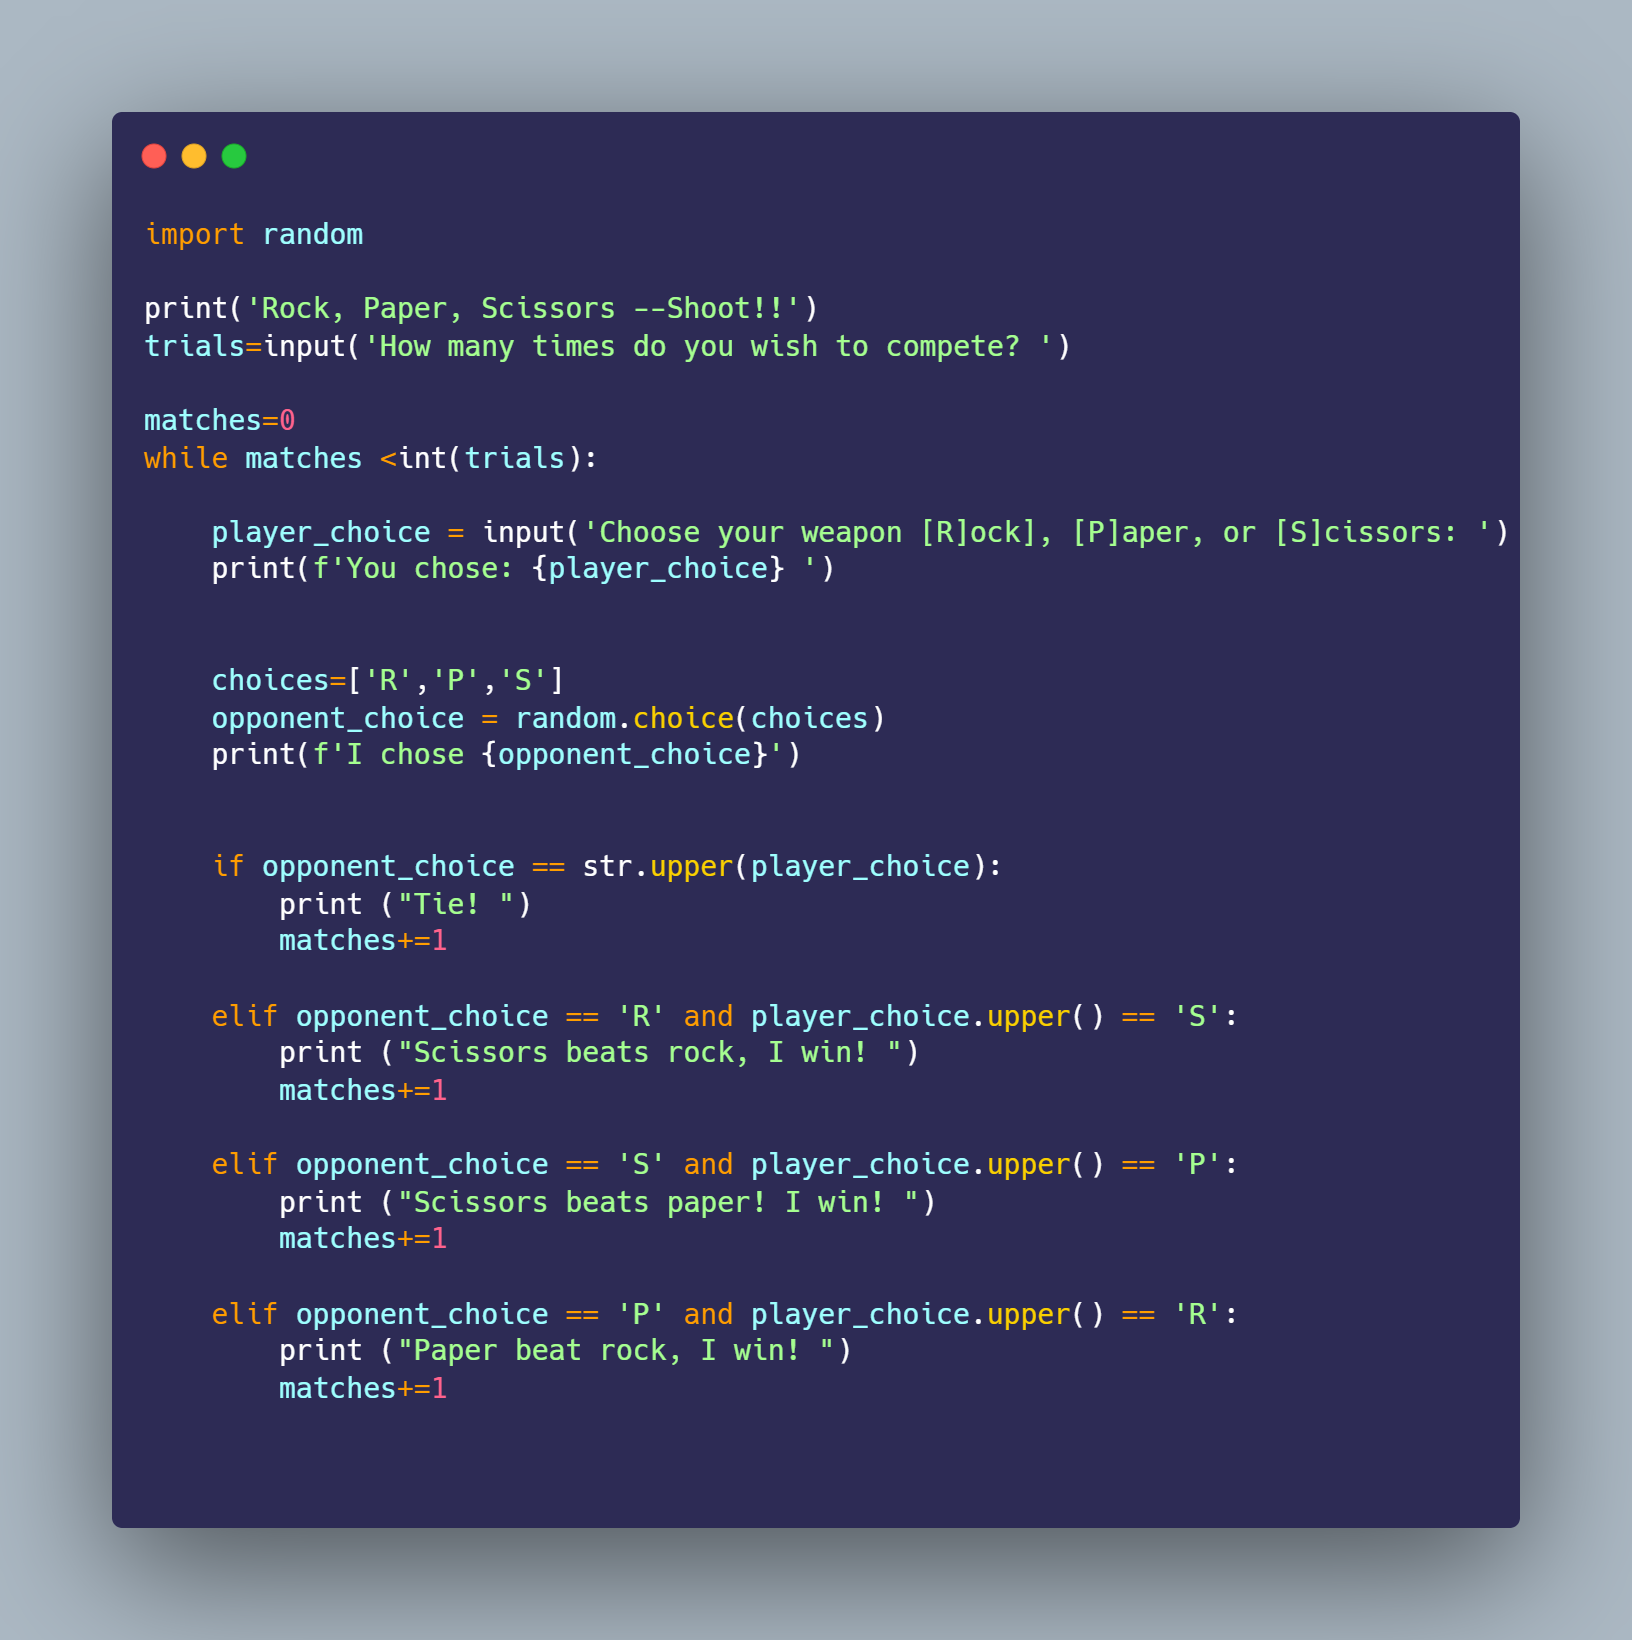 import random
print('Rock, Paper, Scissors --Shoot!!')
trials=input('How many times do you wish to compete? ')
matches=0
while matches <int(trials):
    player_choice = input('Choose your weapon [R]ock], [P]aper, or [S]cissors: ')
    print(f'You chose: {player_choice} ')
    choices=['R','P','S']
    opponent_choice = random.choice(choices)
    print(f'I chose {opponent_choice}')
    if opponent_choice == str.upper(player_choice):
        print ("Tie! ")
        matches+=1
    elif opponent_choice == 'R' and player_choice.upper() == 'S':
        print ("Scissors beats rock, I win! ")
        matches+=1
    elif opponent_choice == 'S' and player_choice.upper() == 'P':
        print ("Scissors beats paper! I win! ")
        matches+=1
    elif opponent_choice == 'P' and player_choice.upper() == 'R':
        print ("Paper beat rock, I win! ")
        matches+=1